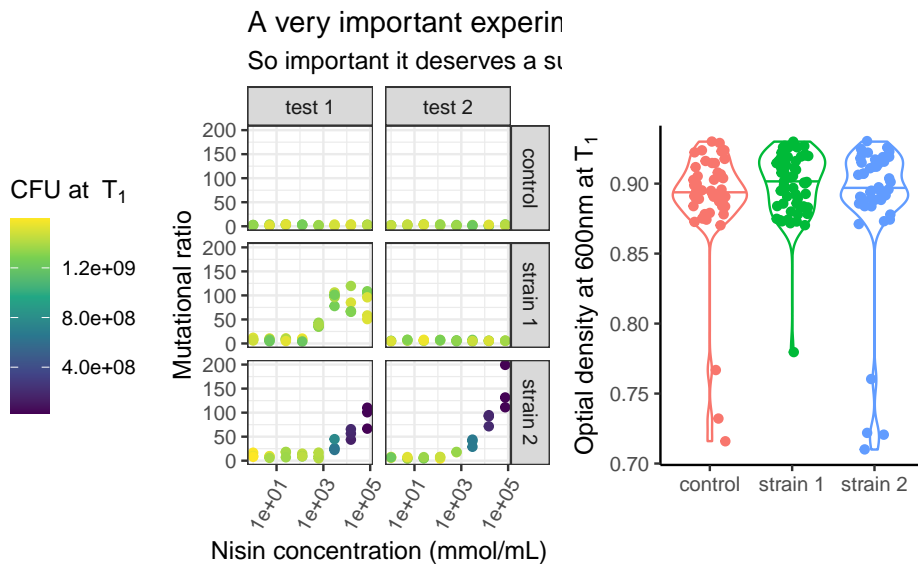 A very important experin
So important it deserves a su
test 1
test 2
CFU at T1
1.2e+09
8.0e+08
4.0e+08
Mutational ratio
200
150
100
50
0
control
200
150
100
50
0
strain 1
200
150
100
50
0
strain 2
1e+01
1e+03
1e+05
1e+01
1e+03
1e+05
Nisin concentration (mmol/mL)
Optial density at 600nm at T1
0.90
0.85
0.80
0.75
0.70
control
strain 1
strain 2